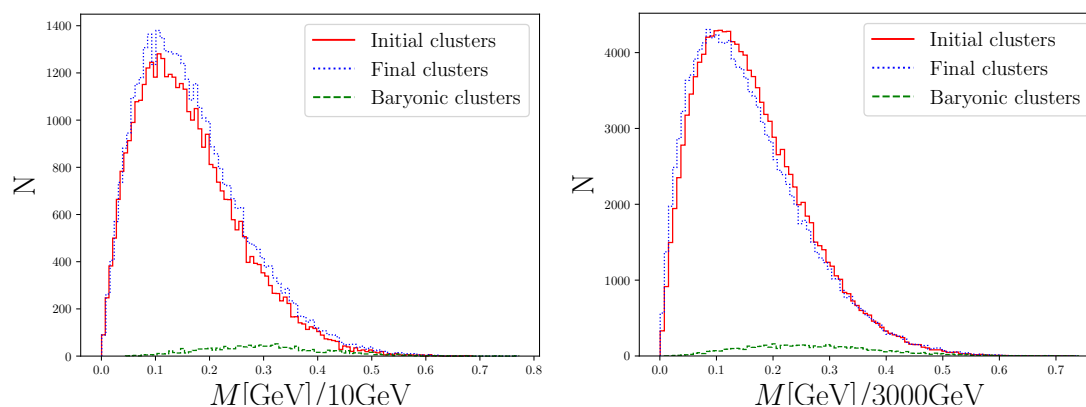 1400
1200
1000
800
600
400
200
0
N
0.0 0.1 0.2 0.3 0.4 0.5 0.6 0.7 0.8
M[GeV]/10GeV
Initial clusters
Final clusters
Baryonic clusters
4000
3000
2000
1000
0
N
0.0 0.1 0.2 0.3 0.4 0.5 0.6 0.7
M[GeV]/3000GeV
Initial clusters
Final clusters
Baryonic clusters